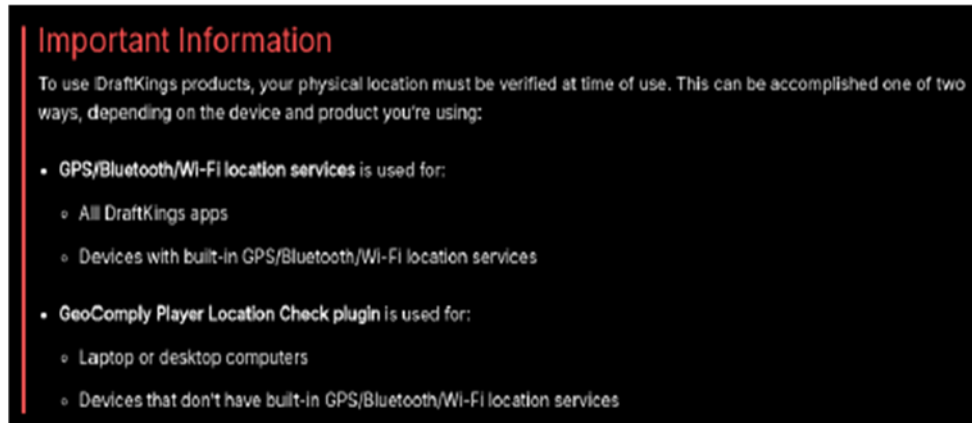 Important Information
To use DraftKings products, your physical location must be verified at time of use. This can be accomplished one of two
ways, depending on the device and product you're using:
• GPS/Bluetooth/Wi-Fi location services is used for:
◦ All DraftKings apps
◦ Devices with built-in GPS/Bluetooth/Wi-Fi location services
• GeoComply Player Location Check plugin is used for:
◦ Laptop or desktop computers
◦ Devices that don't have built-in GPS/Bluetooth/Wi-Fi location services